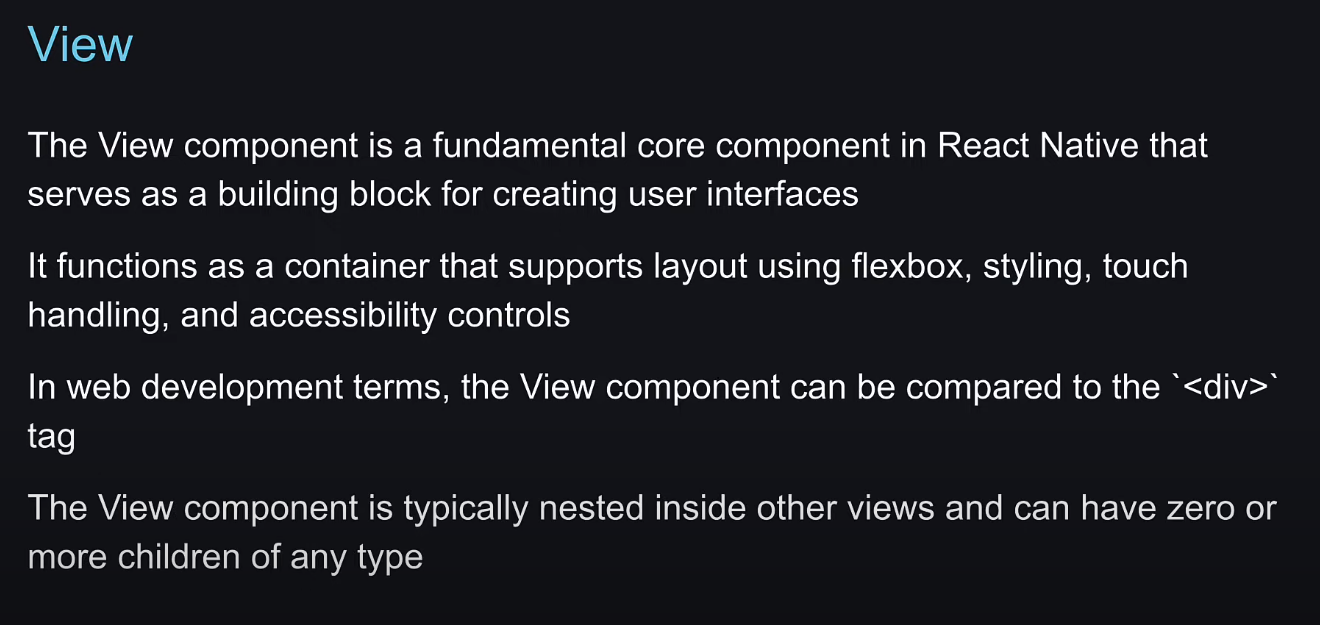 View
The View component is a fundamental core component in React Native that
serves as a building block for creating user interfaces
It functions as a container that supports layout using flexbox, styling, touch
handling, and accessibility controls
In web development terms, the View component can be compared to the `<div>`
tag
The View component is typically nested inside other views and can have zero or
more children of any type